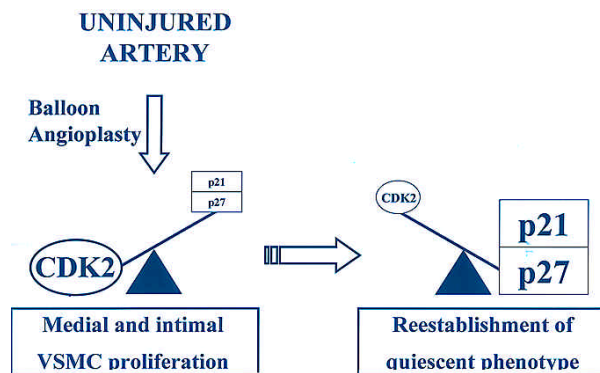 UNINJURED
ARTERY
Balloon
Angioplasty
p21
p27
CDK2
CDK2
p21
p27
Medial and intimal
VSMC proliferation
Reestablishment of
quiescent phenotype